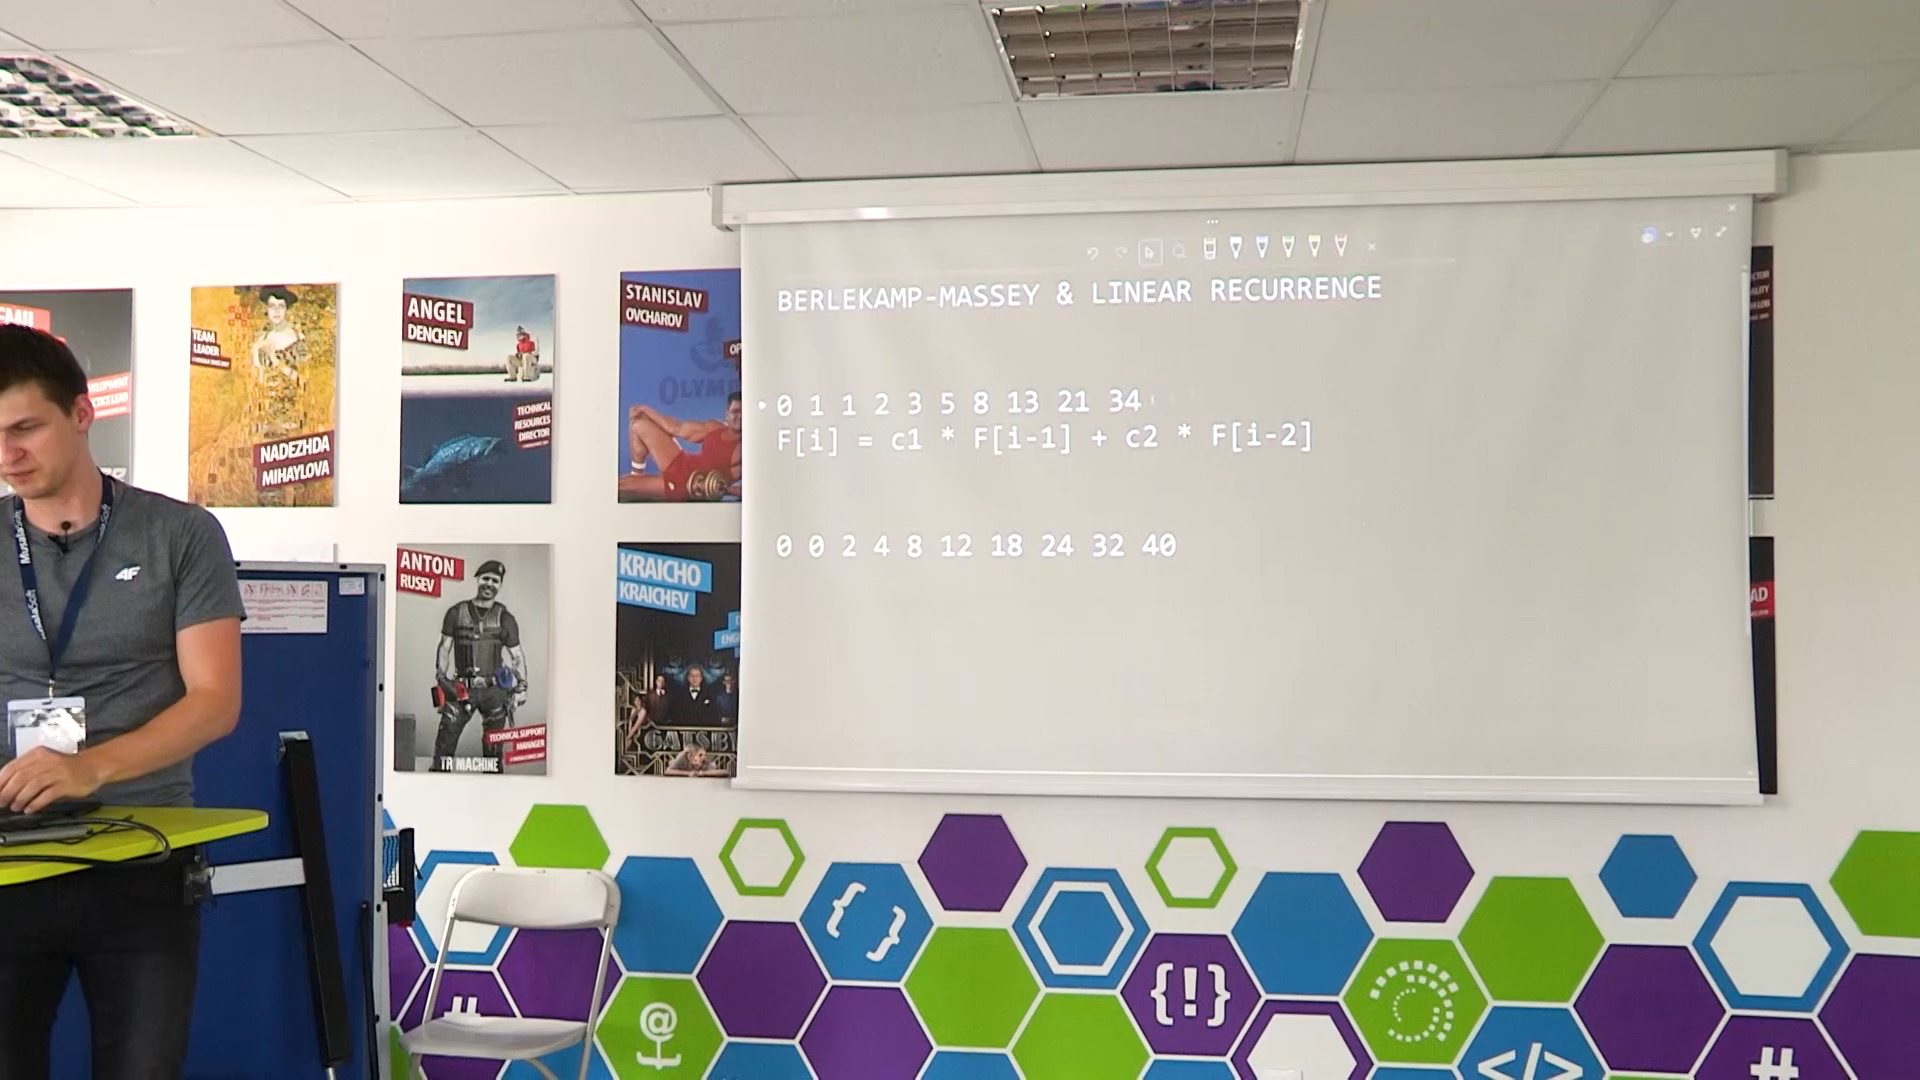 BERLEKAMP-MASSEY & LINEAR RECURRENCE
0 1 1 2 3 5 8 13 21 34
F[i] = c1 * F[i-1] + c2 * F[i-2]
0 0 2 4 8 12 18 24 32 40
TEAM
LEADER
NADEZHDA
MIHAYLOVA
ANGEL
DENCHEV
TECHNICAL
RESOURCES
DIRECTOR
STANISLAV
OVCHAROV
OLYMP
ANTON
RUSEV
TECHNICAL SUPPORT
MANAGER
TR MACHINE
KRAICHO
KRAICHEV
GATSBY
MusalaSoft
4F
{ }
{!}
#
@
</>
#